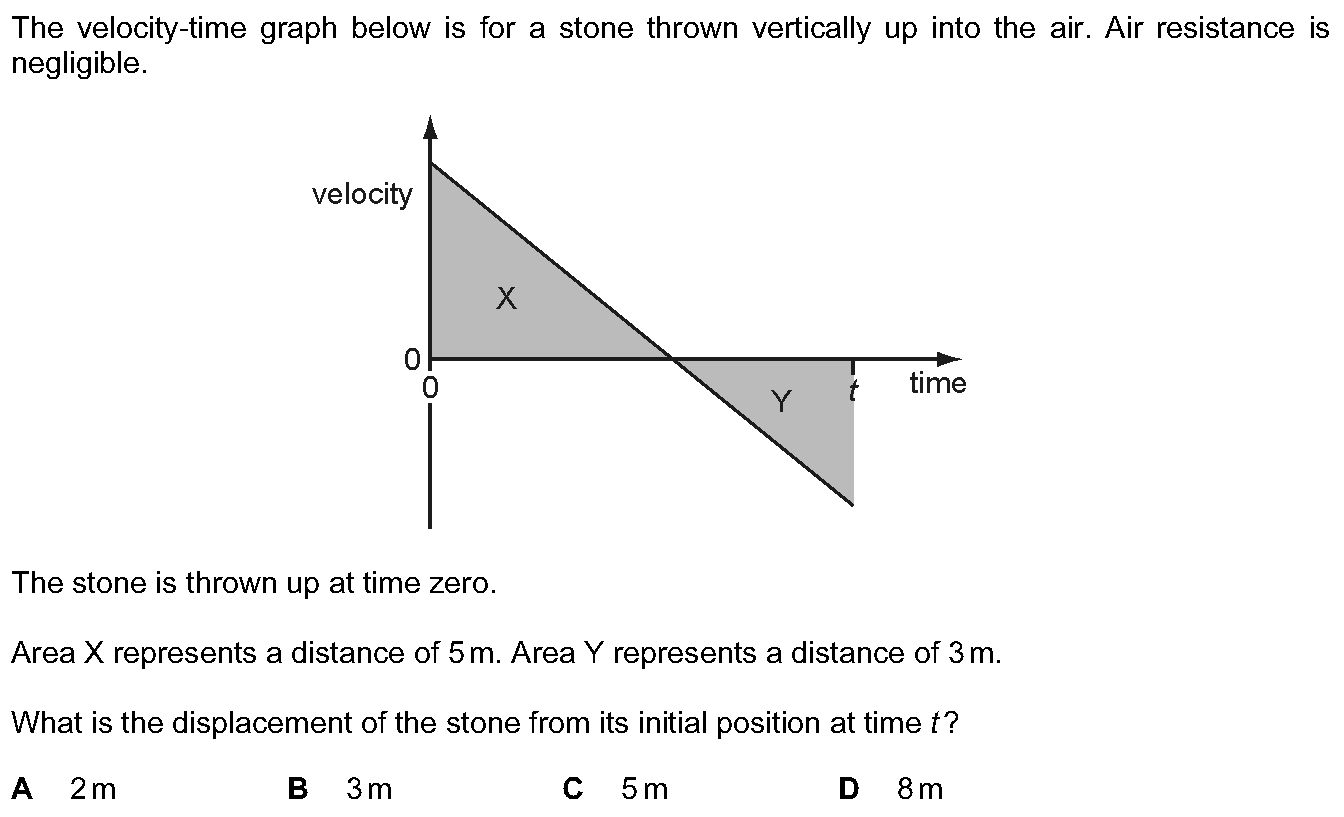 The velocity-time graph below is for a stone thrown vertically up into the air. Air resistance is
negligible.
velocity
X
0
0
Y
t
time
The stone is thrown up at time zero.
Area X represents a distance of 5 m. Area Y represents a distance of 3 m.
What is the displacement of the stone from its initial position at time t?
A 2 m B 3 m C 5 m D 8 m